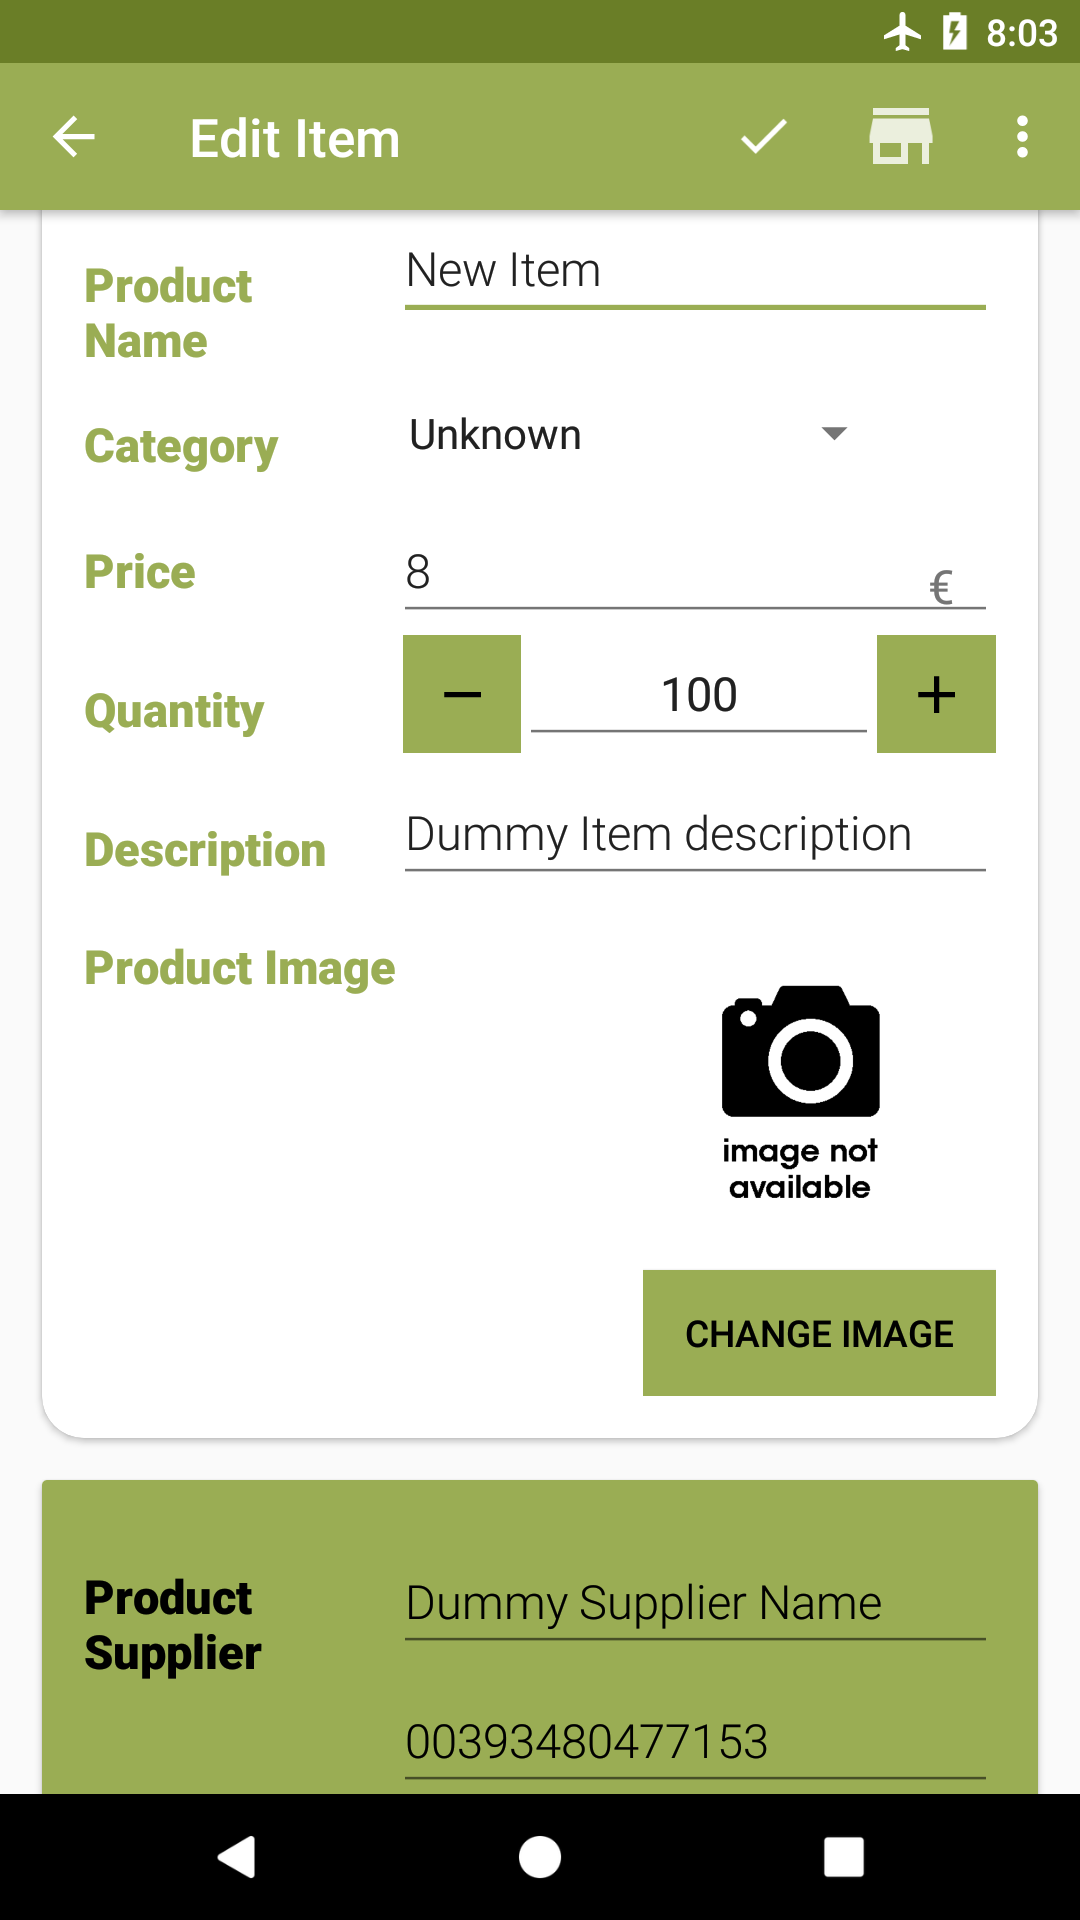 8:03
Edit Item
Product
Name
New Item
Category
Unknown
Price
8
€
Quantity
100
Description
Dummy Item description
Product Image
image not
available
CHANGE IMAGE
Product
Supplier
Dummy Supplier Name
00393480477153